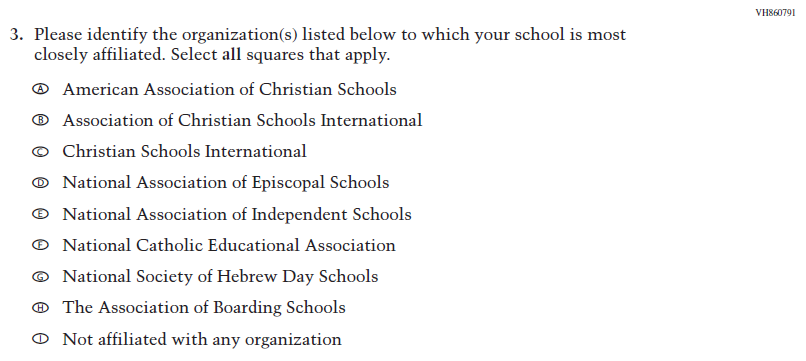 VH860791
3. Please identify the organization(s) listed below to which your school is most
closely affiliated. Select all squares that apply.
Ⓐ American Association of Christian Schools
Ⓑ Association of Christian Schools International
Ⓒ Christian Schools International
Ⓓ National Association of Episcopal Schools
Ⓔ National Association of Independent Schools
Ⓕ National Catholic Educational Association
Ⓖ National Society of Hebrew Day Schools
Ⓗ The Association of Boarding Schools
Ⓘ Not affiliated with any organization